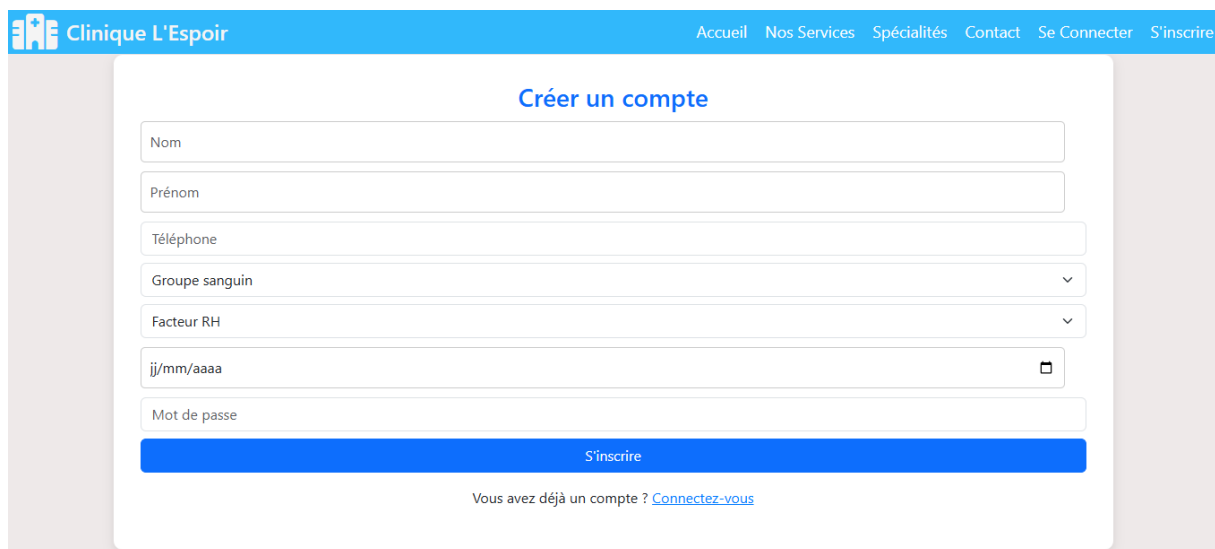 Clinique L'Espoir Accueil Nos Services Spécialités Contact Se Connecter S'inscrire
Créer un compte
Nom
Prénom
Téléphone
Groupe sanguin
Facteur RH
jj/mm/aaaa
Mot de passe
S'inscrire
Vous avez déjà un compte ? Connectez-vous